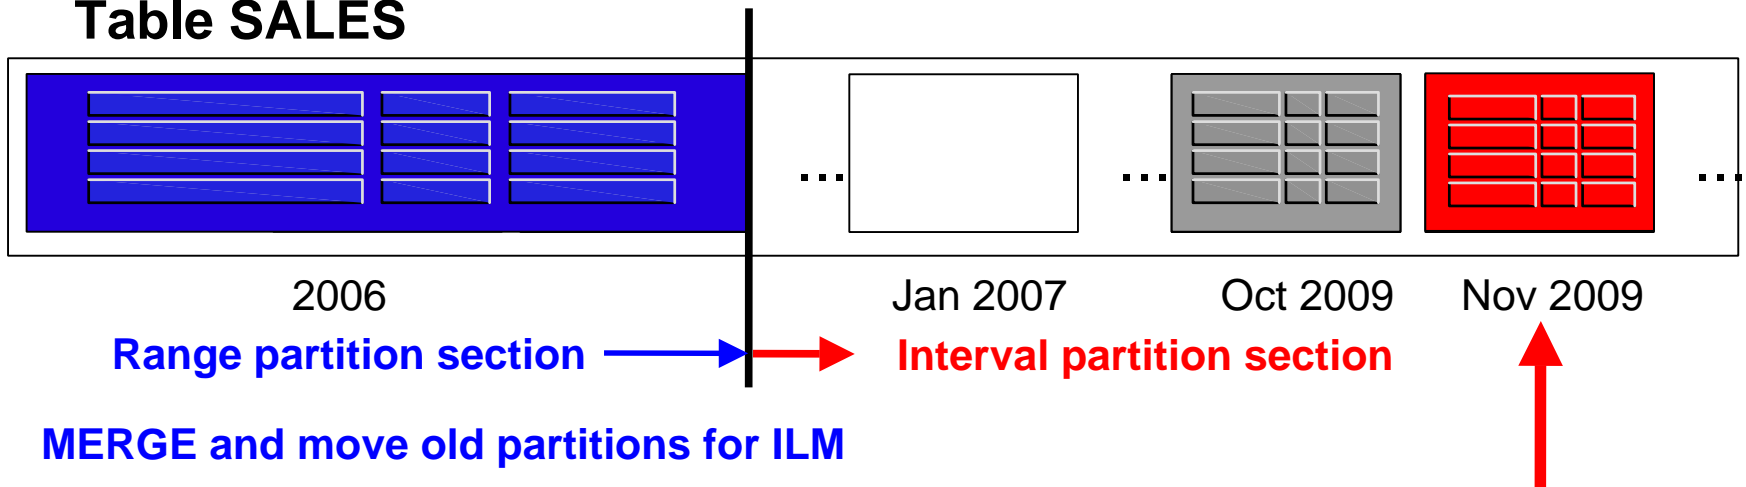 Table SALES
... ... ...
2006 Jan 2007 Oct 2009 Nov 2009
Range partition section Interval partition section
MERGE and move old partitions for ILM